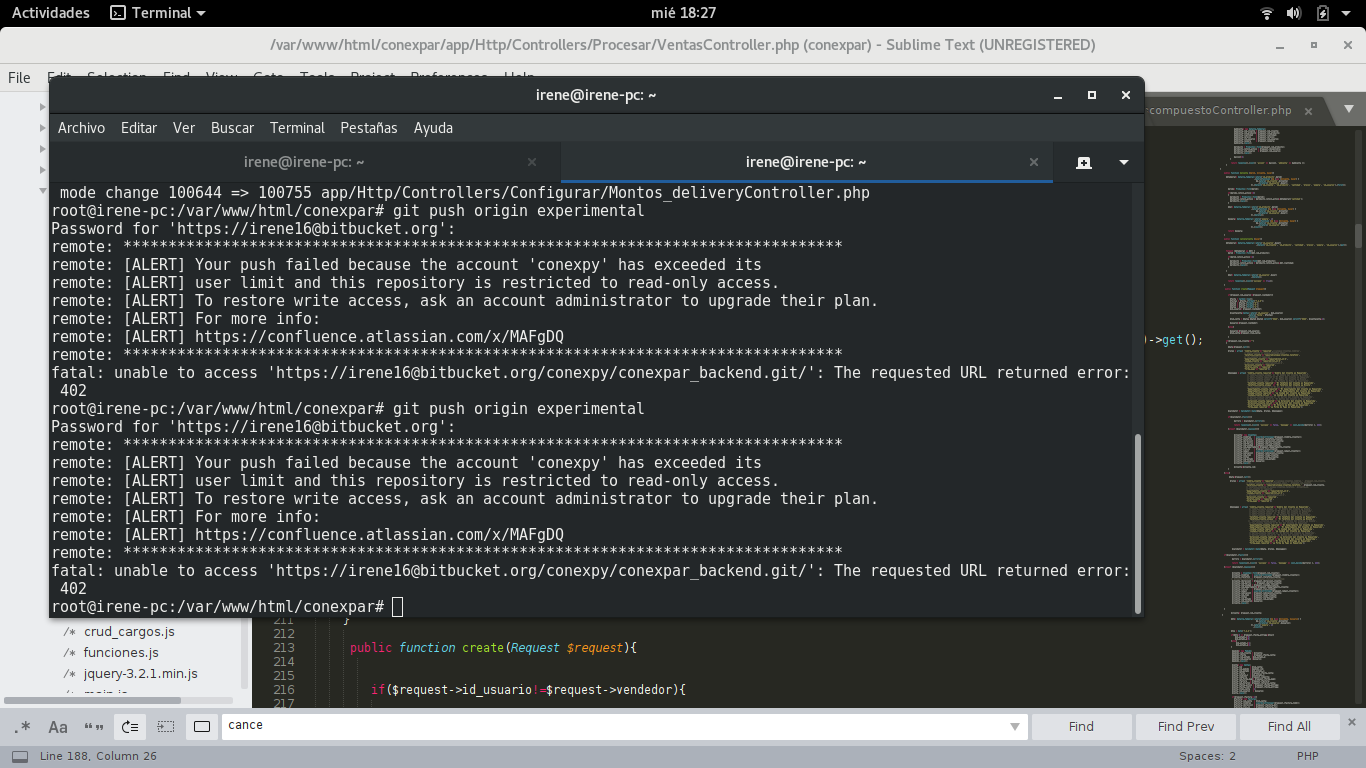 Actividades Terminal mié 18:27
/var/www/html/conexpar/app/Http/Controllers/Procesar/VentasController.php (conexpar) - Sublime Text (UNREGISTERED)
File Edit Selection Find Goto Tools Project Preferences Help
irene@irene-pc: ~
compuestoController.php
Archivo Editar Ver Buscar Terminal Pestañas Ayuda
irene@irene-pc: ~ irene@irene-pc: ~
mode change 100644 => 100755 app/Http/Controllers/Configurar/Montos_deliveryController.php
root@irene-pc:/var/www/html/conexpar# git push origin experimental
Password for 'https://irene16@bitbucket.org':
remote: ********************************************************************************
remote: [ALERT] Your push failed because the account 'conexpy' has exceeded its
remote: [ALERT] user limit and this repository is restricted to read-only access.
remote: [ALERT] To restore write access, ask an account administrator to upgrade their plan.
remote: [ALERT] For more info:
remote: [ALERT] https://confluence.atlassian.com/x/MAFgDQ
remote: ********************************************************************************
fatal: unable to access 'https://irene16@bitbucket.org/conexpy/conexpar_backend.git/': The requested URL returned error:
402
root@irene-pc:/var/www/html/conexpar# git push origin experimental
Password for 'https://irene16@bitbucket.org':
remote: ********************************************************************************
remote: [ALERT] Your push failed because the account 'conexpy' has exceeded its
remote: [ALERT] user limit and this repository is restricted to read-only access.
remote: [ALERT] To restore write access, ask an account administrator to upgrade their plan.
remote: [ALERT] For more info:
remote: [ALERT] https://confluence.atlassian.com/x/MAFgDQ
remote: ********************************************************************************
fatal: unable to access 'https://irene16@bitbucket.org/conexpy/conexpar_backend.git/': The requested URL returned error:
402
root@irene-pc:/var/www/html/conexpar#
)->get();
/* crud_cargos.js
/* funciones.js
/* jquery-3.2.1.min.js
/* main.js
211 }
212
213 public function create(Request $request){
214
215
216 if($request->id_usuario!=$request->vendedor){
217
.* Aa “” cance Find Find Prev Find All
Line 188, Column 26 Spaces: 2 PHP